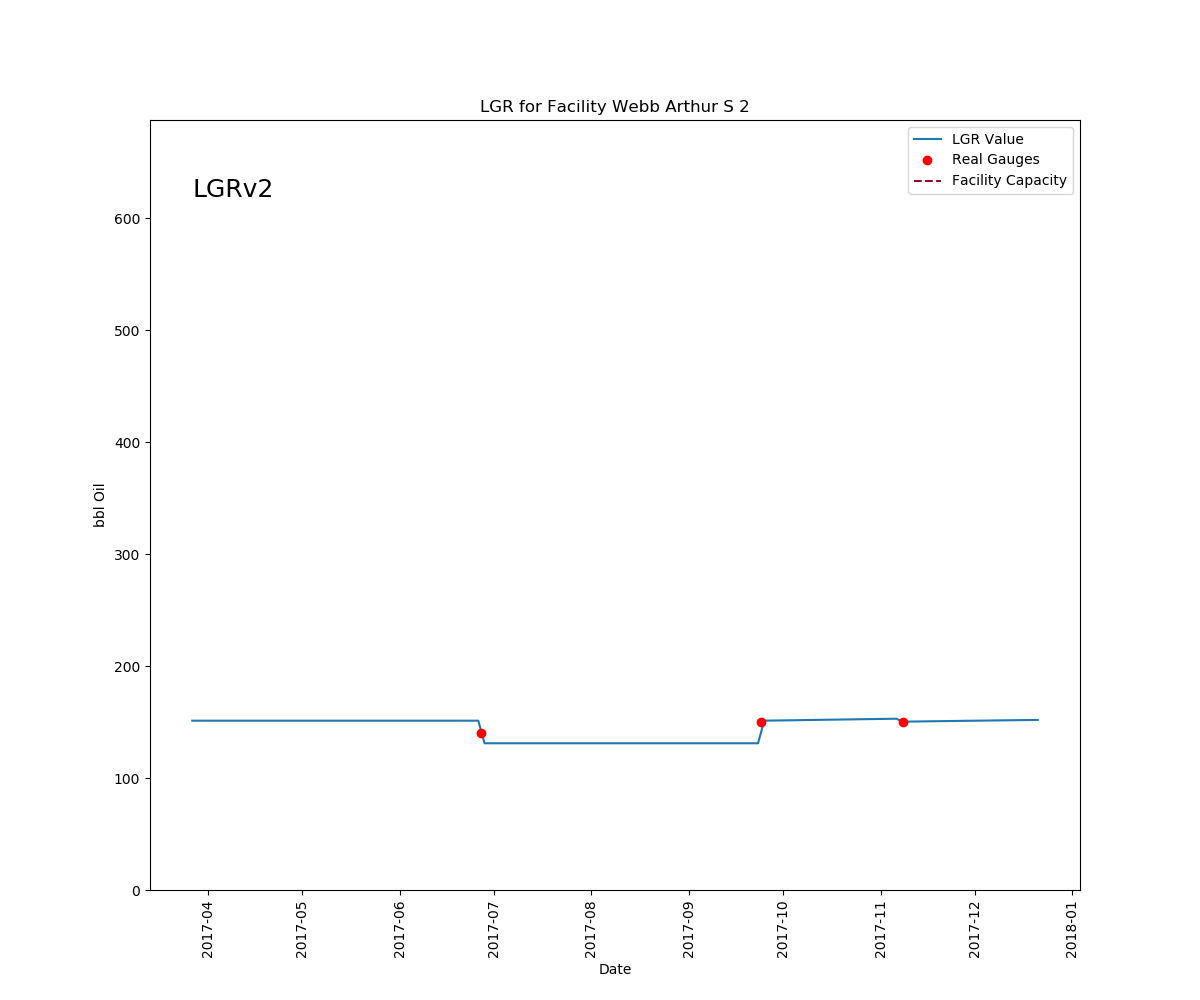 LGR for Facility Webb Arthur S 2
LGR Value
Real Gauges
Facility Capacity
LGRv2
600
500
400
300
200
100
0
bbl Oil
2017-04
2017-05
2017-06
2017-07
2017-08
2017-09
2017-10
2017-11
2017-12
2018-01
Date